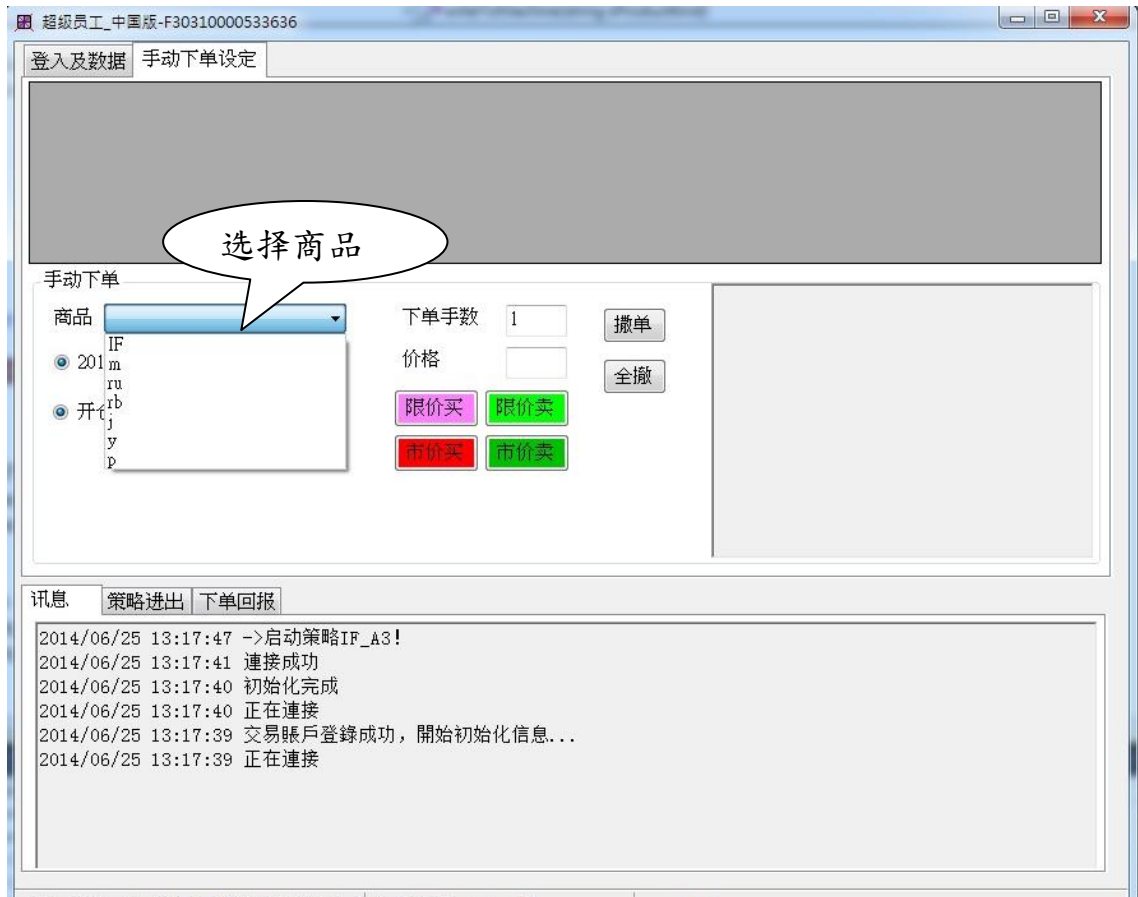 超级员工_中国版-F30310000533636
登入及数据 手动下单设定
选择商品
手动下单
商品 下单手数 1 撒单
IF
201 m 价格 全撤
ru
开仓 rb 限价买 限价卖
j
y 市价买 市价卖
p
讯息 策略进出 下单回报
2014/06/25 13:17:47 ->启动策略IF_A3!
2014/06/25 13:17:41 連接成功
2014/06/25 13:17:40 初始化完成
2014/06/25 13:17:40 正在連接
2014/06/25 13:17:39 交易賬戶登錄成功，開始初始化信息...
2014/06/25 13:17:39 正在連接